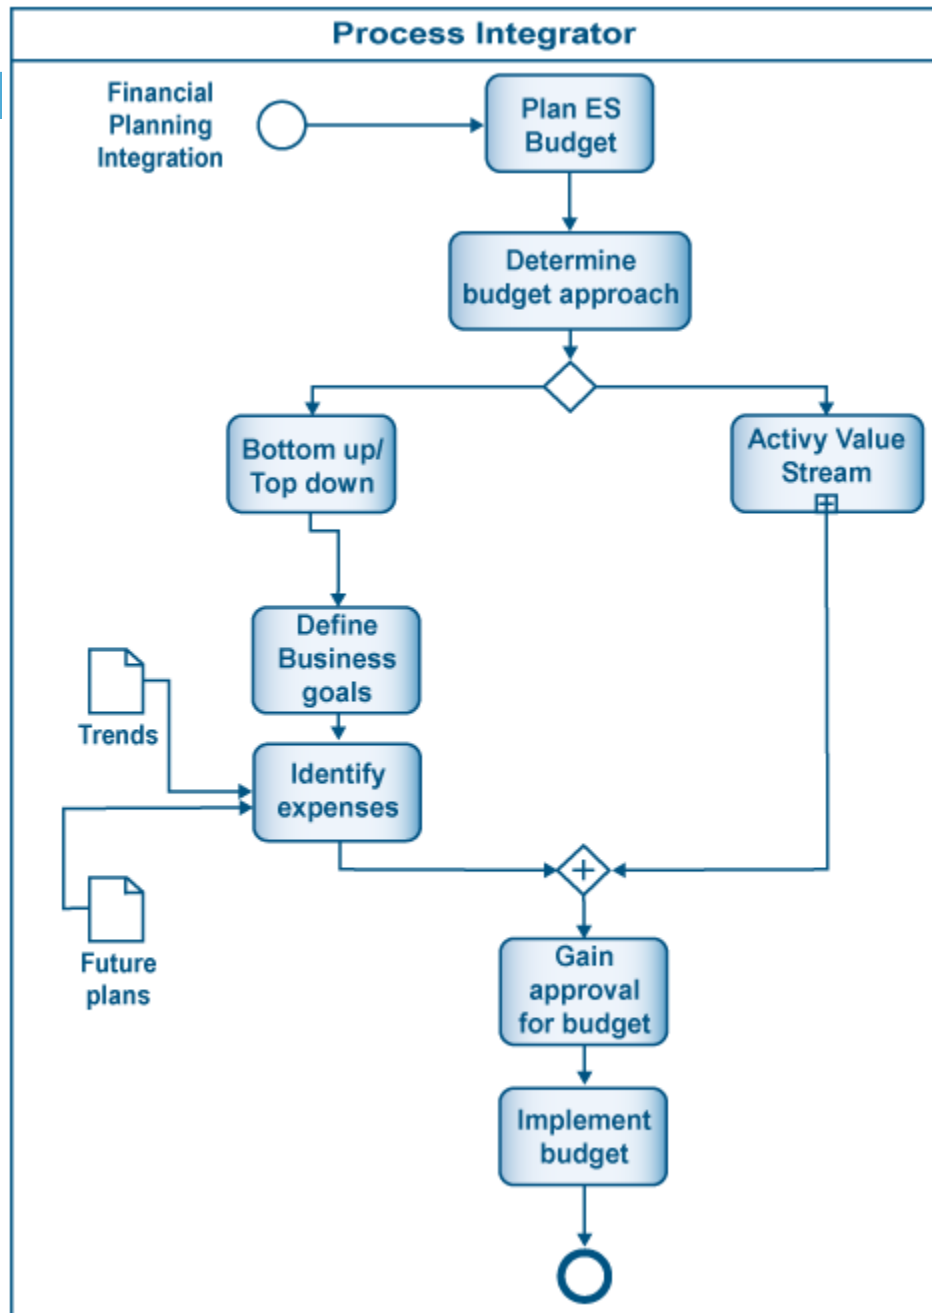 Process Integrator
Financial
Planning
Integration
Plan ES
Budget
Determine
budget approach
Bottom up/
Top down
Activy Value
Stream
Define
Business
goals
Trends
Identify
expenses
Future
plans
Gain
approval
for budget
Implement
budget